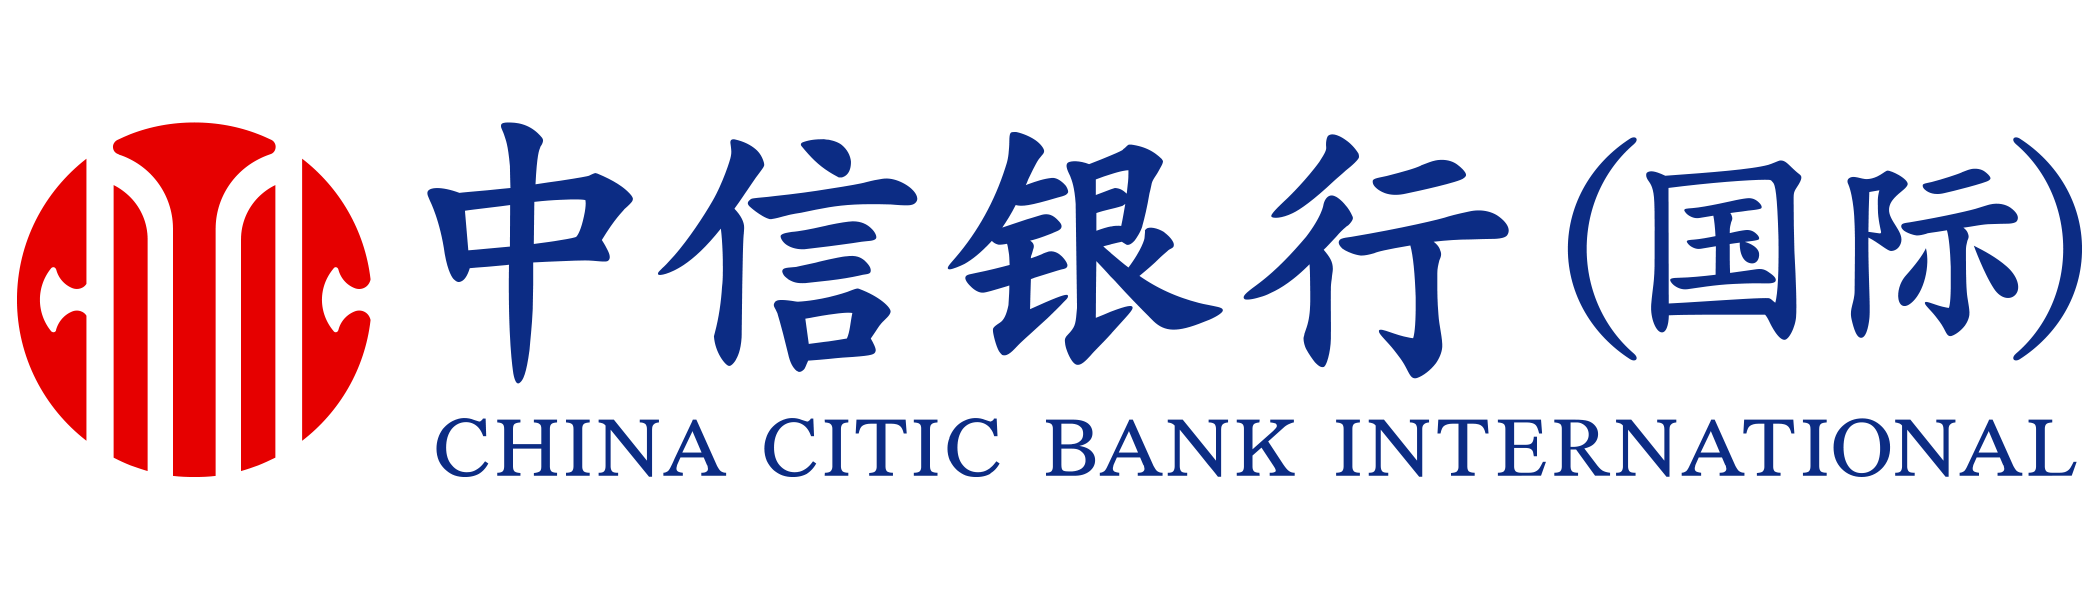 中信银行(国际)
CHINA CITIC BANK INTERNATIONAL